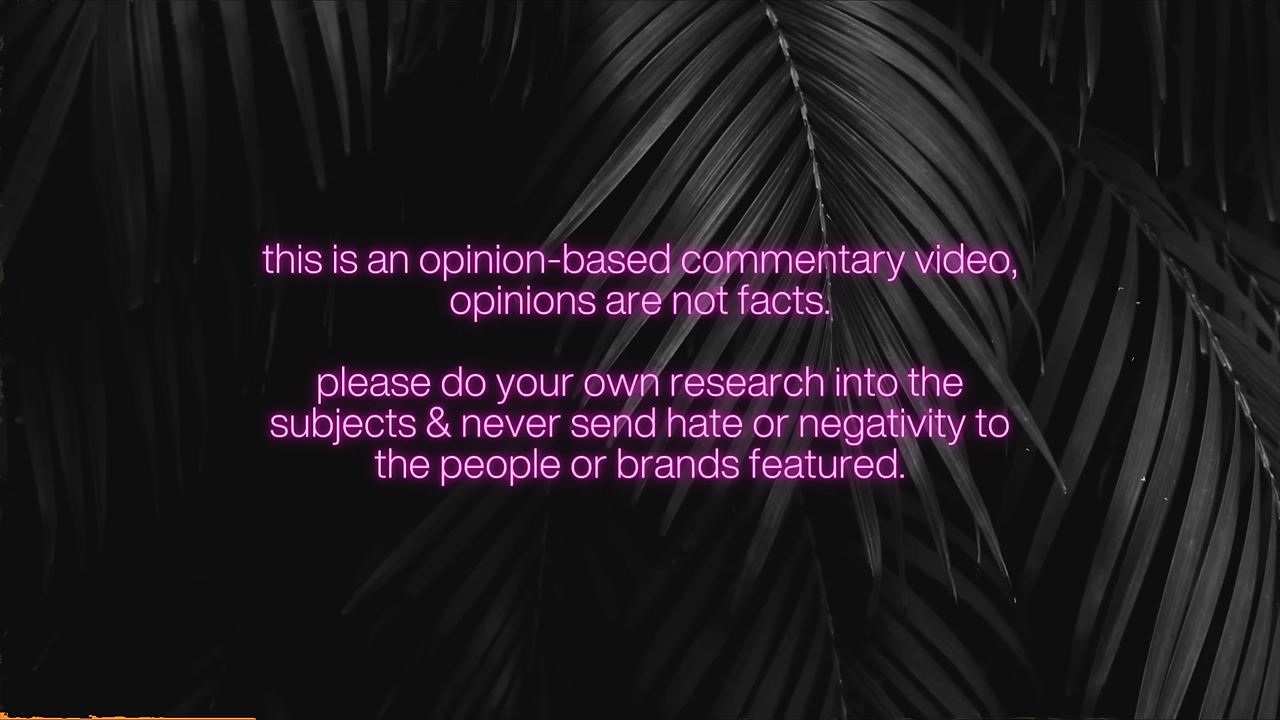 this is an opinion-based commentary video,
opinions are not facts.
please do your own research into the
subjects & never send hate or negativity to
the people or brands featured.